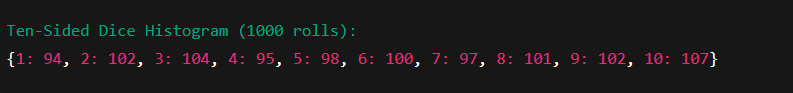 Ten-Sided Dice Histogram (1000 rolls):
{1: 94, 2: 102, 3: 104, 4: 95, 5: 98, 6: 100, 7: 97, 8: 101, 9: 102, 10: 107}